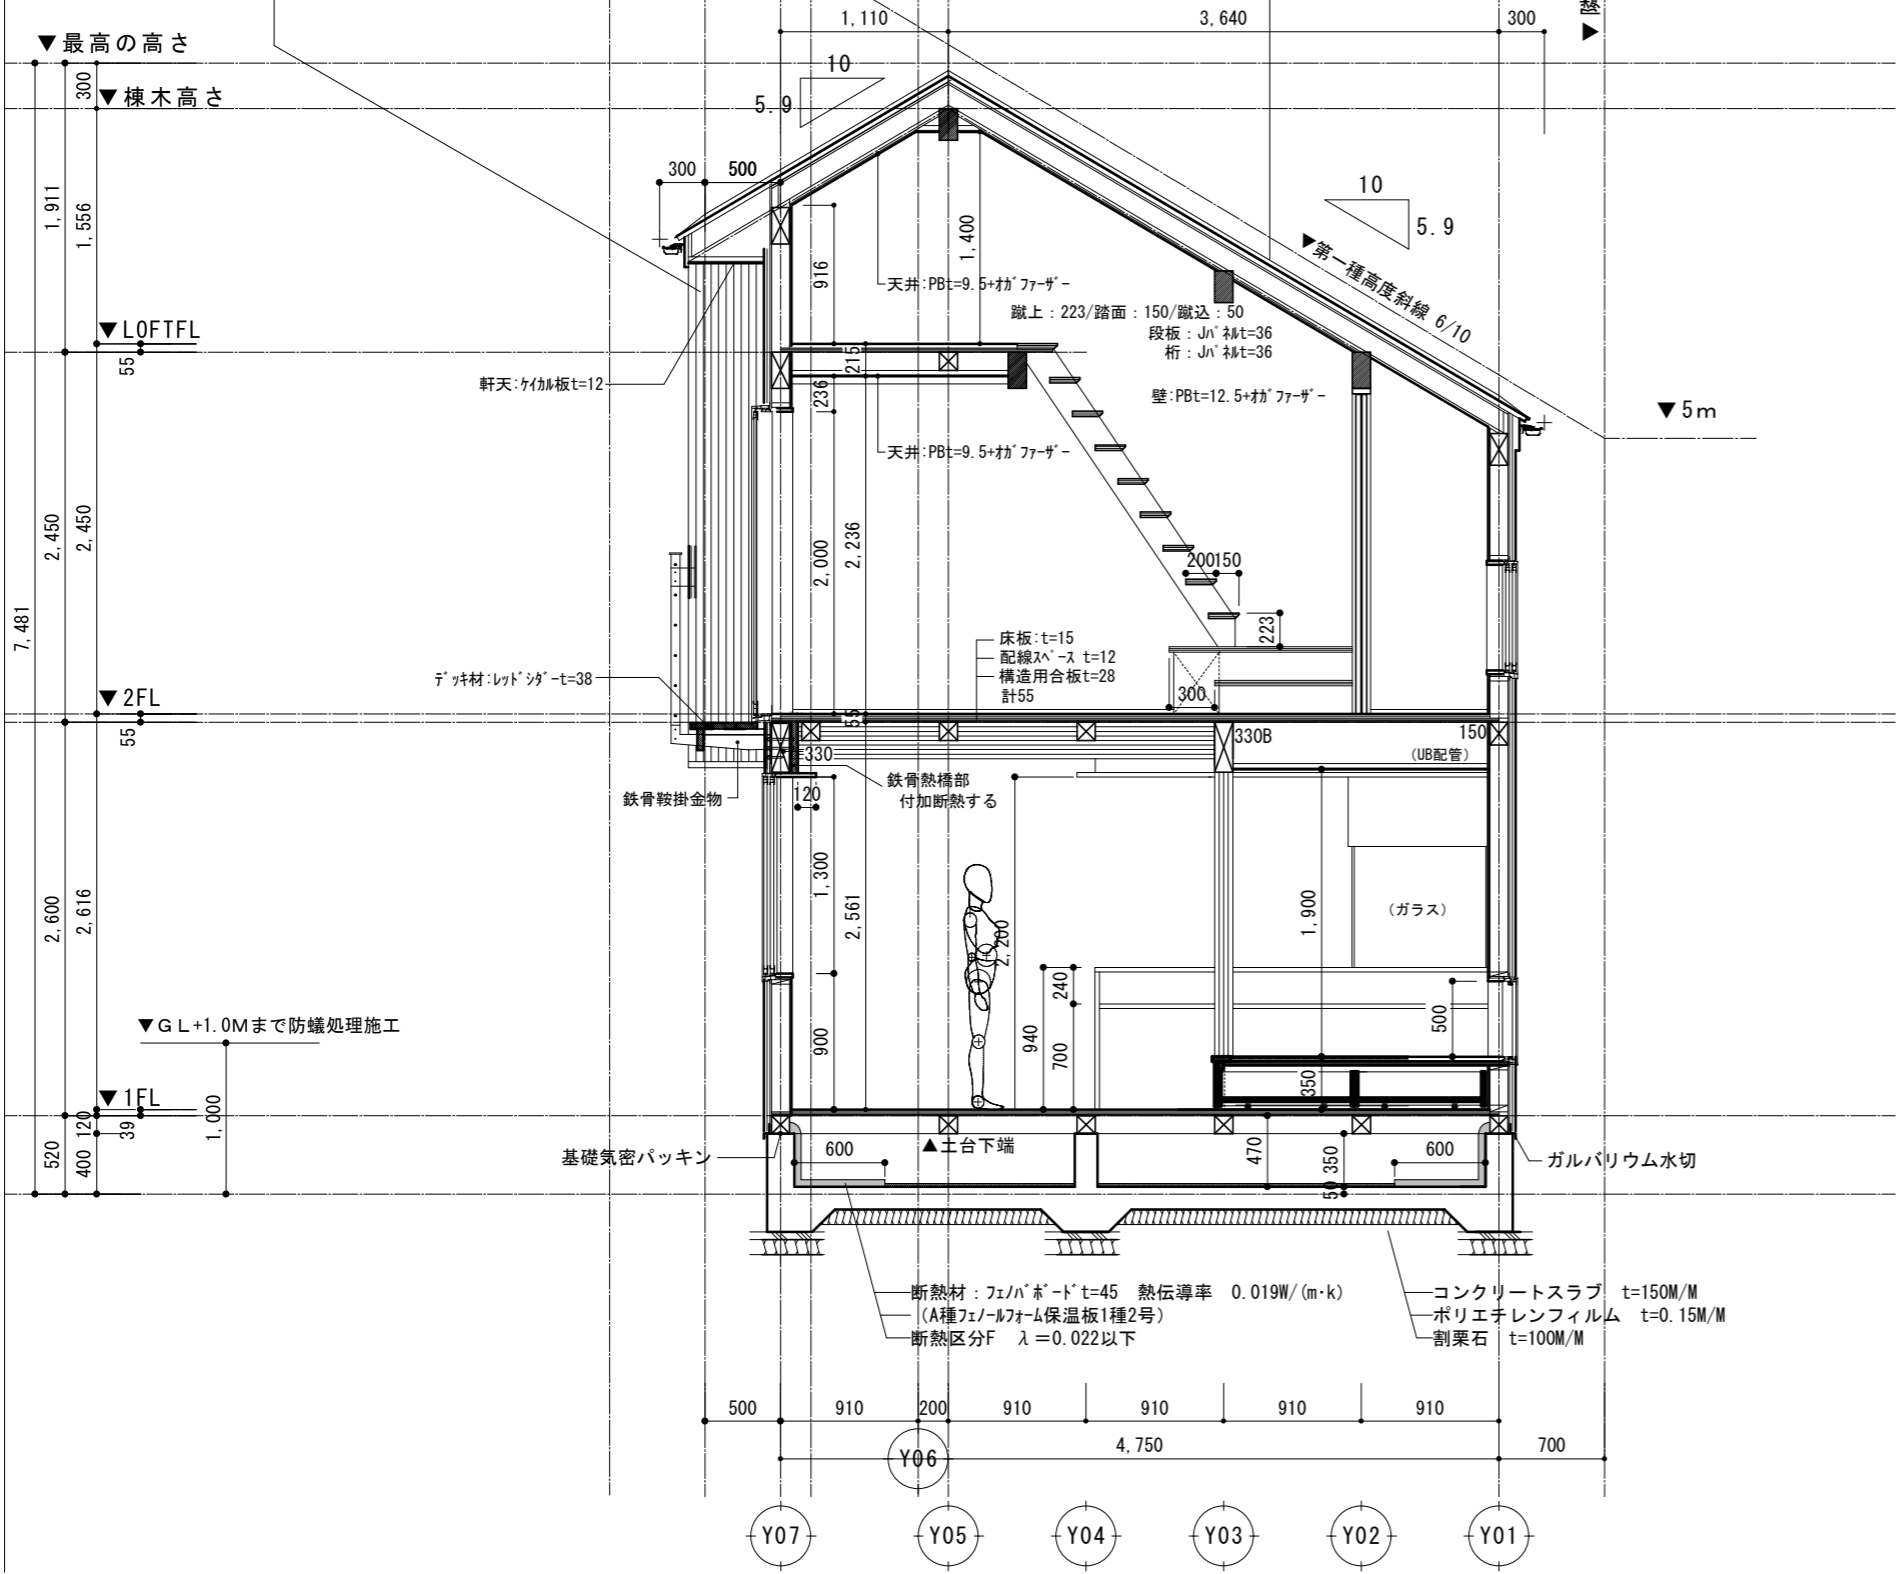 1,110
3,640
300
▼最高の高さ
300
▼棟木高さ
10
5.9
300
500
1,911
1,556
10
5.9
▼第一種高度斜線 6/10
916
1,400
天井:PBt=9.5+オガファーザー
蹴上:223/踏面:150/蹴込:50
段板:Jパネルt=36
桁:Jパネルt=36
▼LOFTFL
55
215
236
軒天:ケイカル板t=12
壁:PBt=12.5+オガファーザー
▼5m
天井:PBt=9.5+オガファーザー
2,450
2,450
2,000
2,236
200
150
223
7,481
床板:t=15
配線スペース t=12
構造用合板t=28
計55
デッキ材:レッドシダーt=38
300
▼2FL
55
55
330
330B
150
(UB配管)
鉄骨鞍掛金物
120
鉄骨熱橋部
付加断熱する
2,600
2,616
1,300
2,561
2,200
1,900
(ガラス)
240
940
700
500
▼GL+1.0Mまで防蟻処理施工
900
350
▼1FL
1,000
520
120
39
400
基礎気密パッキン
▲土台下端
600
470
350
50
600
ガルバリウム水切
断熱材:フェノバボードt=45 熱伝導率 0.019W/(m・k)
(A種フェノールフォーム保温板1種2号)
断熱区分F λ=0.022以下
コンクリートスラブ t=150M/M
ポリエチレンフィルム t=0.15M/M
割栗石 t=100M/M
500
910
200
910
910
910
910
4,750
700
Y06
Y07
Y05
Y04
Y03
Y02
Y01